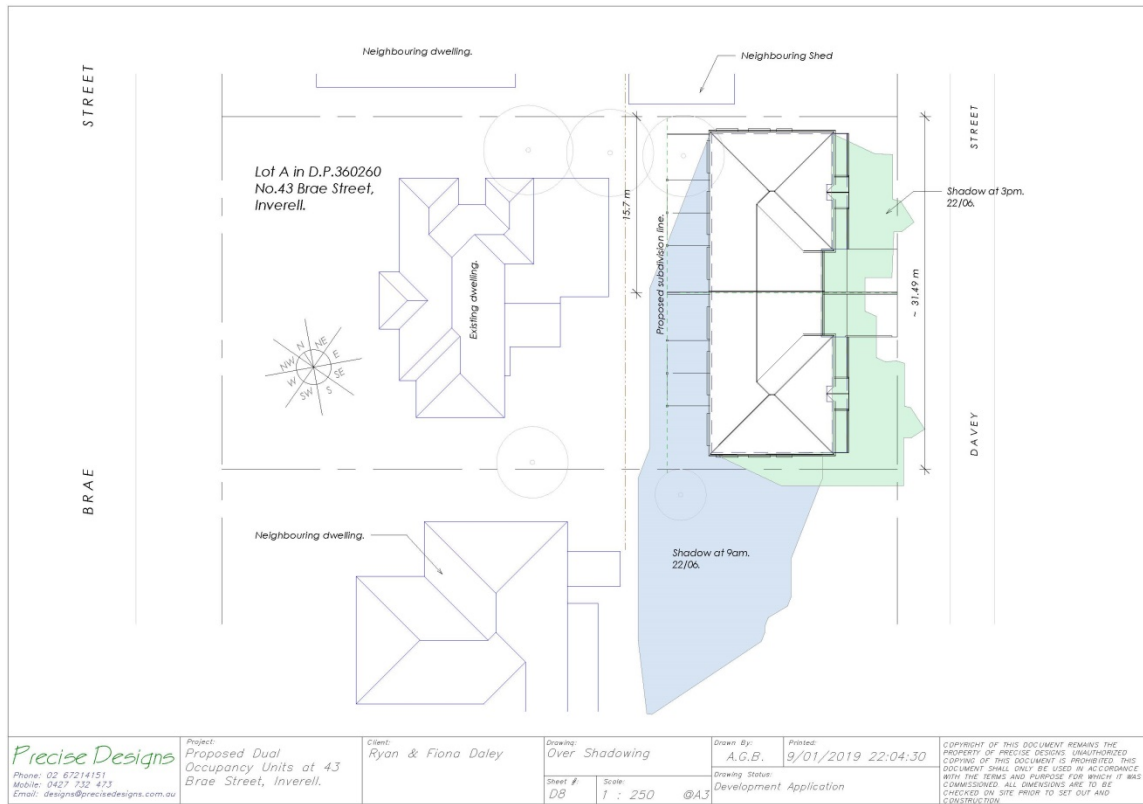 Neighbouring dwelling.
Neighbouring Shed
STREET
STREET
Lot A in D.P.360260
No.43 Brae Street,
Inverell.
15.7 m
Proposed subdivision line.
Existing dwelling.
Shadow at 3pm.
22/06.
~ 31.49 m
N
NE
E
SE
S
SW
W
NW
DAVEY
BRAE
Neighbouring dwelling.
Shadow at 9am.
22/06.
Precise Designs
Phone: 02 67214151
Mobile: 0427 732 473
Email: designs@precisedesigns.com.au
Project:
Proposed Dual
Occupancy Units at 43
Brae Street, Inverell.
Client:
Ryan & Fiona Daley
Drawing:
Over Shadowing
Sheet #:
D8
Scale:
1 : 250 @A3
Drawn By:
A.G.B.
Printed:
9/01/2019 22:04:30
Drawing Status:
Development Application
COPYRIGHT OF THIS DOCUMENT REMAINS THE
PROPERTY OF PRECISE DESIGNS. UNAUTHORIZED
COPYING OF THIS DOCUMENT IS PROHIBITED. THIS
DOCUMENT SHALL ONLY BE USED IN ACCORDANCE
WITH THE TERMS AND PURPOSE FOR WHICH IT WAS
COMMISSIONED. ALL DIMENSIONS ARE TO BE
CHECKED ON SITE PRIOR TO SET OUT AND
CONSTRUCTION.